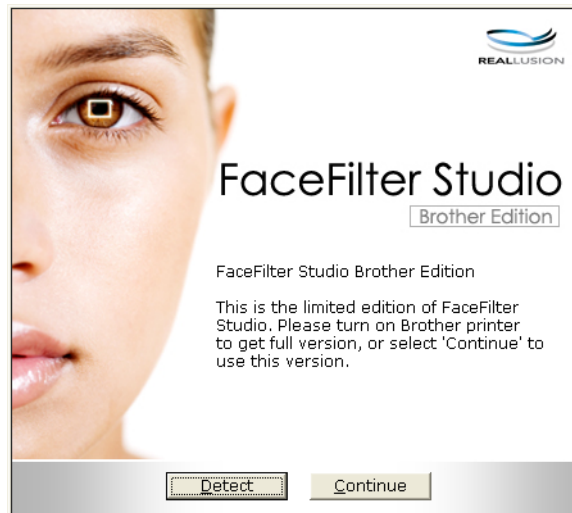 REALLUSION
FaceFilter Studio
Brother Edition
FaceFilter Studio Brother Edition
This is the limited edition of FaceFilter
Studio. Please turn on Brother printer
to get full version, or select 'Continue' to
use this version.
Detect
Continue